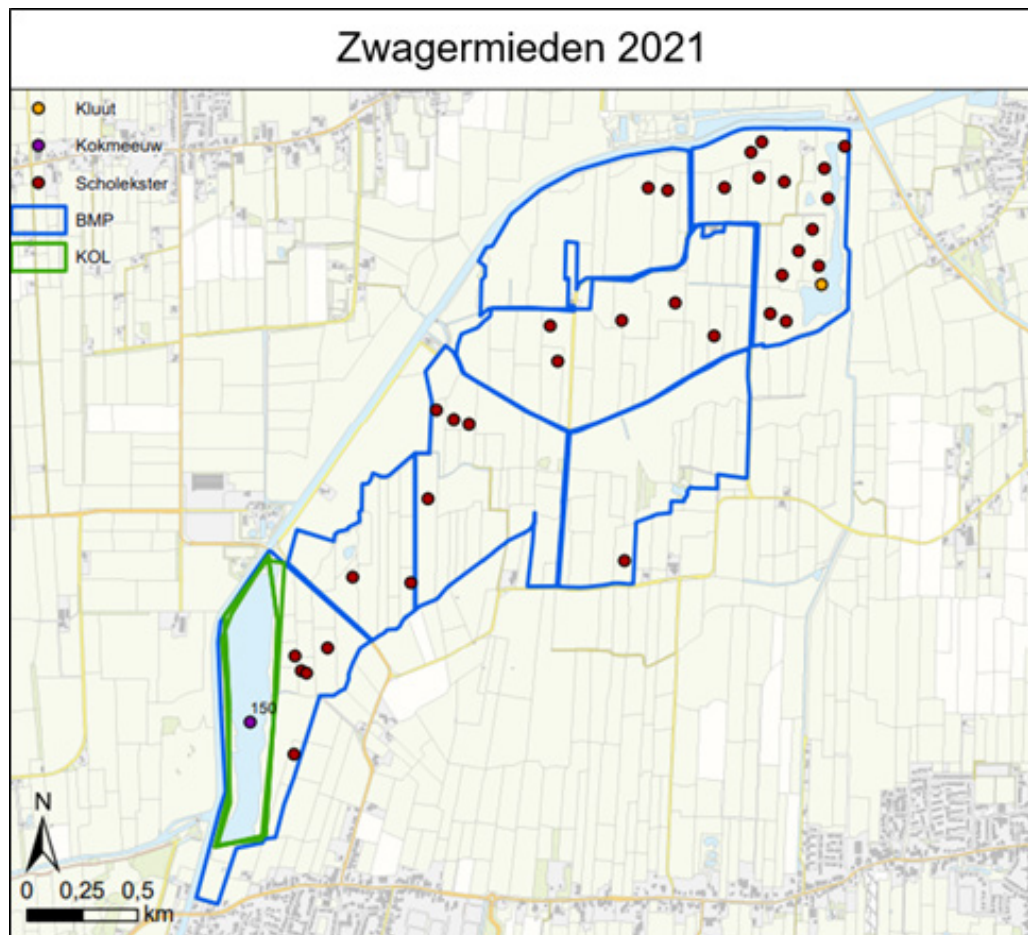 Zwagermieden 2021
Kluut
Kokmeeuw
Scholekster
BMP
KOL
150
N
0 0,25 0,5
km